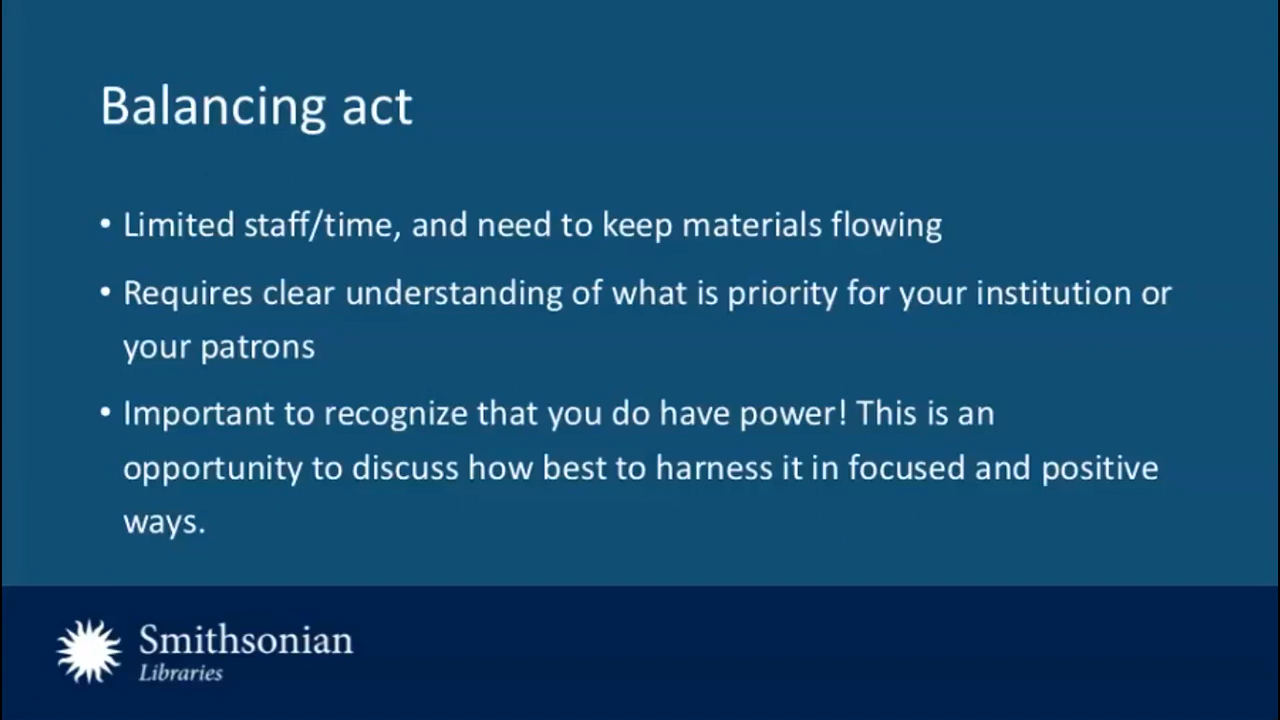 Balancing act
• Limited staff/time, and need to keep materials flowing
• Requires clear understanding of what is priority for your institution or
your patrons
• Important to recognize that you do have power! This is an
opportunity to discuss how best to harness it in focused and positive
ways.
Smithsonian
Libraries